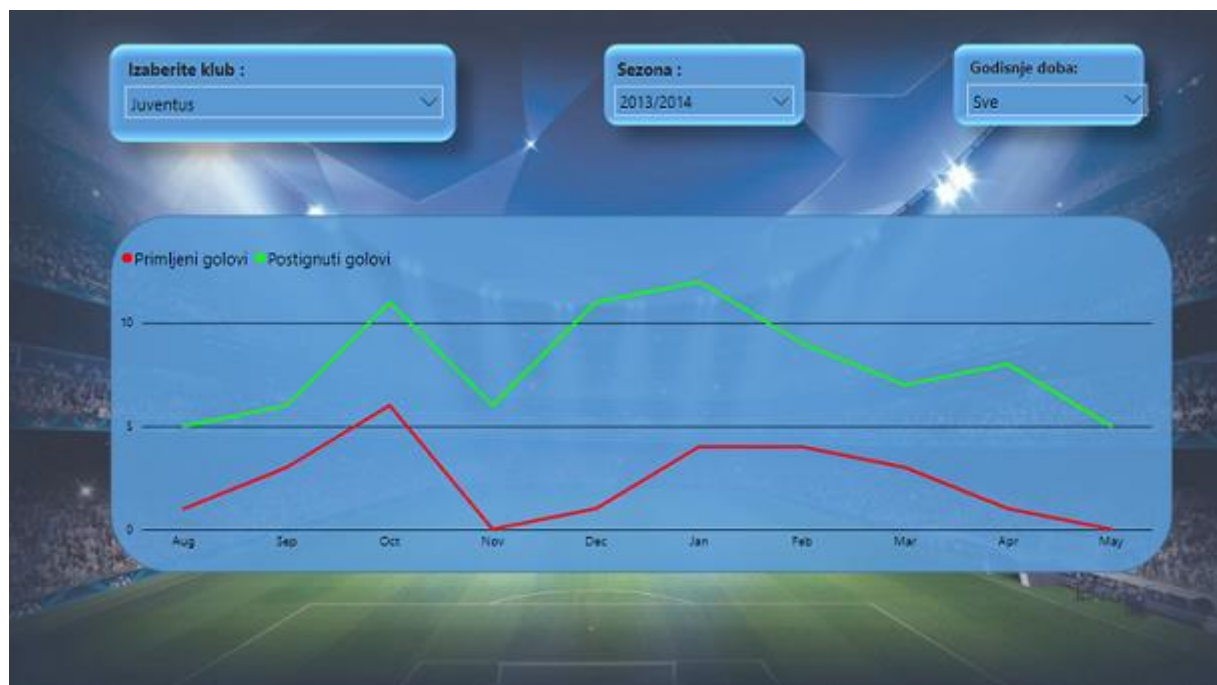 Izaberite klub :
Juventus
Sezona :
2013/2014
Godisnje doba:
Sve
Primljeni golovi Postignuti golovi
10
5
0
Aug Sep Oct Nov Dec Jan Feb Mar Apr May